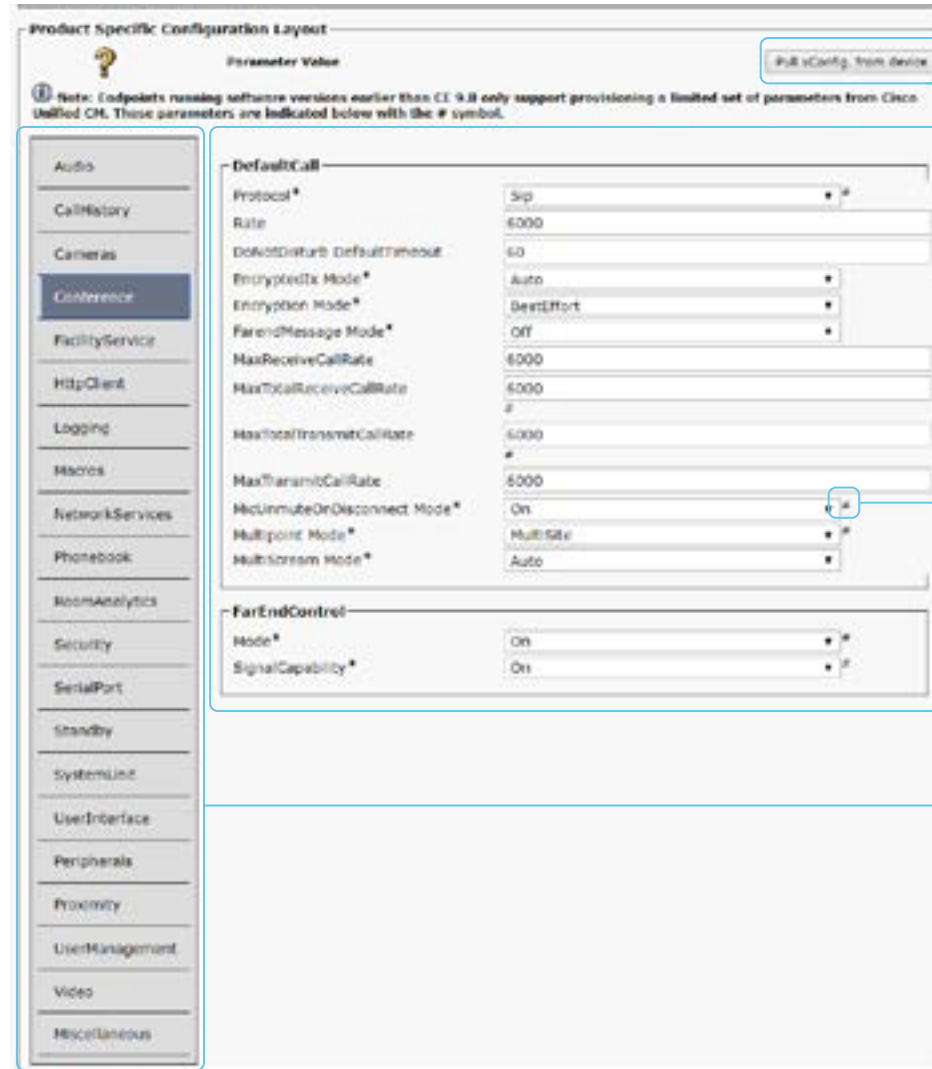 Product Specific Configuration Layout
?
Parameter Value
Pull xConfig. from device
Note: Endpoints running software versions earlier than CE 9.8 only support provisioning a limited set of parameters from Cisco
Unified CM. These parameters are indicated below with the # symbol.
Audio
CallHistory
Cameras
Conference
FacilityService
HttpClient
Logging
Macros
NetworkServices
Phonebook
RoomAnalytics
Security
SerialPort
Standby
SystemUnit
UserInterface
Peripherals
Proximity
UserManagement
Video
Miscellaneous
DefaultCall
Protocol* Sip #
Rate 6000
DoNotDisturb DefaultTimeout 60
EncryptedIx Mode* Auto
Encryption Mode* BestEffort
FarendMessage Mode* Off
MaxReceiveCallRate 6000
MaxTotalReceiveCallRate 6000
#
MaxTotalTransmitCallRate 6000
#
MaxTransmitCallRate 6000
MicUnmuteOnDisconnect Mode* On #
Multipoint Mode* MultiSite #
MultiStream Mode* Auto
FarEndControl
Mode* On #
SignalCapability* On #